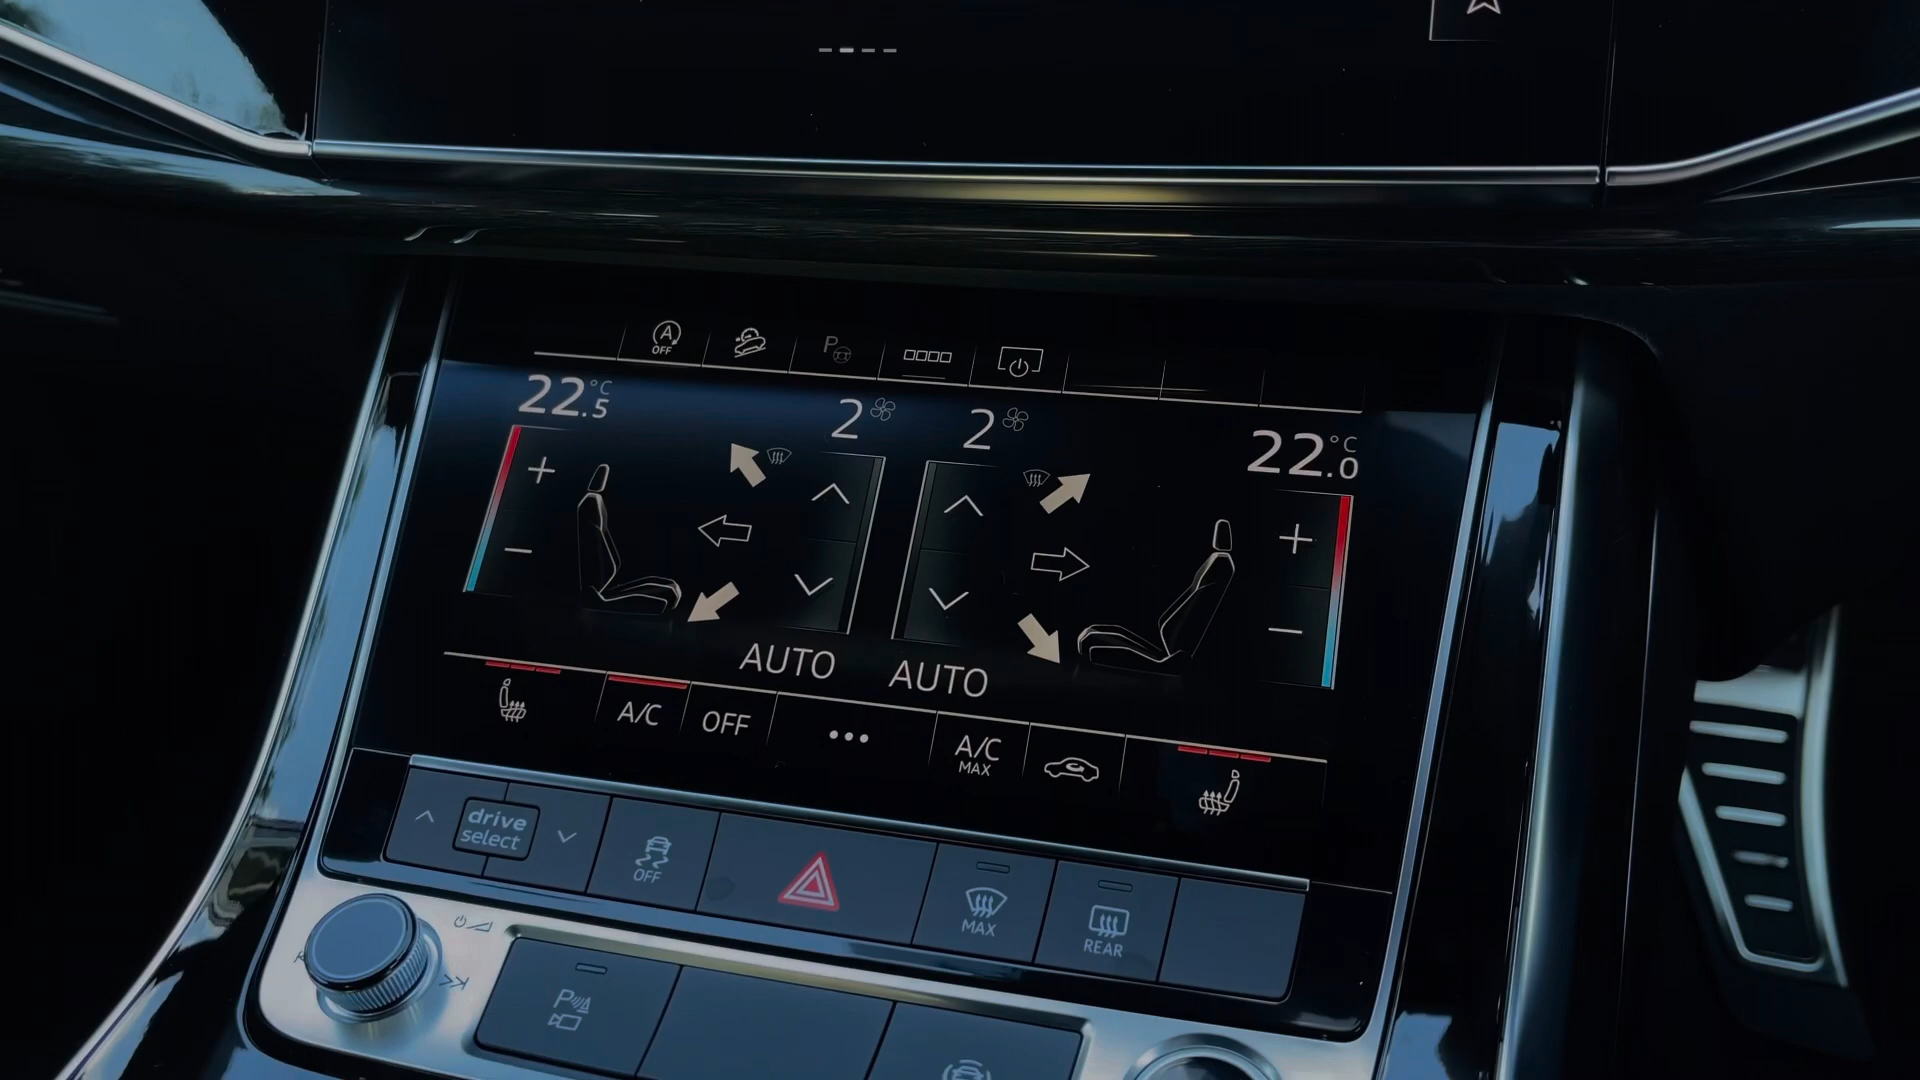 A
OFF
P
22.5 °C
2
2
22.0 °C
+
−
+
−
AUTO
AUTO
A/C
OFF
A/C
MAX
drive
select
OFF
MAX
REAR
P